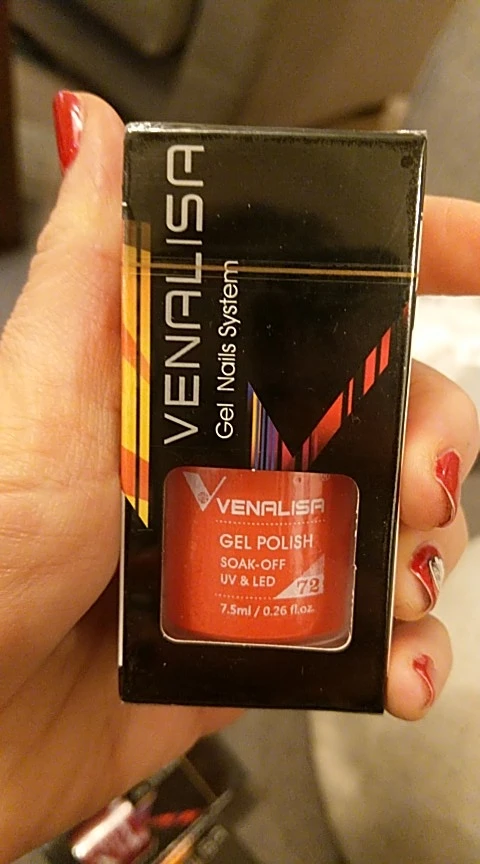 VENALISA
Gel Nails System
VENALISA
GEL POLISH
SOAK-OFF
UV & LED
72
7.5ml / 0.26 fl.oz.